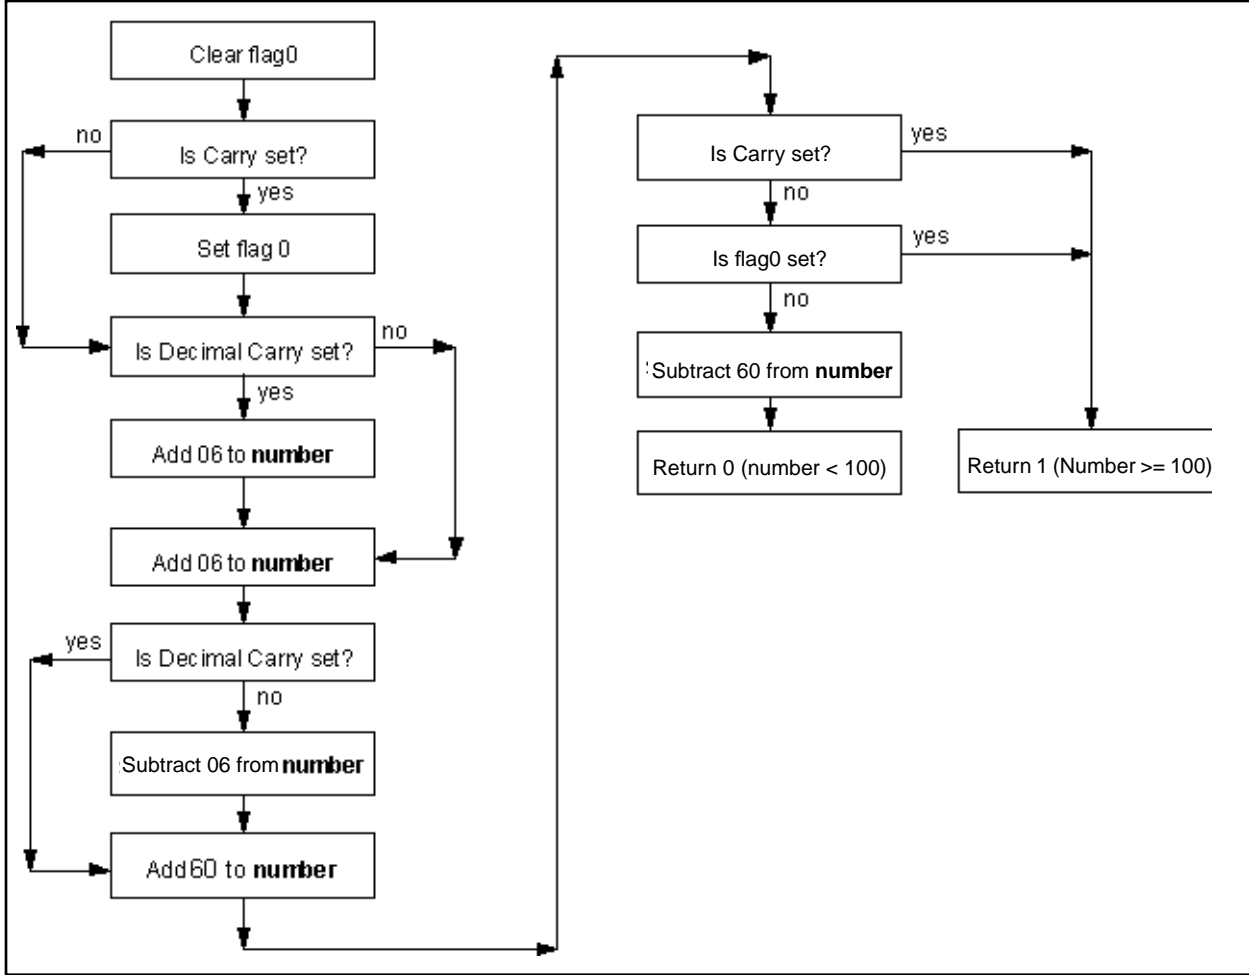 Clear flag0
no
Is Carry set?
yes
Set flag 0
Is Decimal Carry set?
no
yes
Add 06 to number
Add 06 to number
yes
Is Decimal Carry set?
no
Subtract 06 from number
Add 60 to number
Is Carry set?
yes
no
Is flag0 set?
yes
no
Subtract 60 from number
Return 0 (number < 100)
Return 1 (Number >= 100)